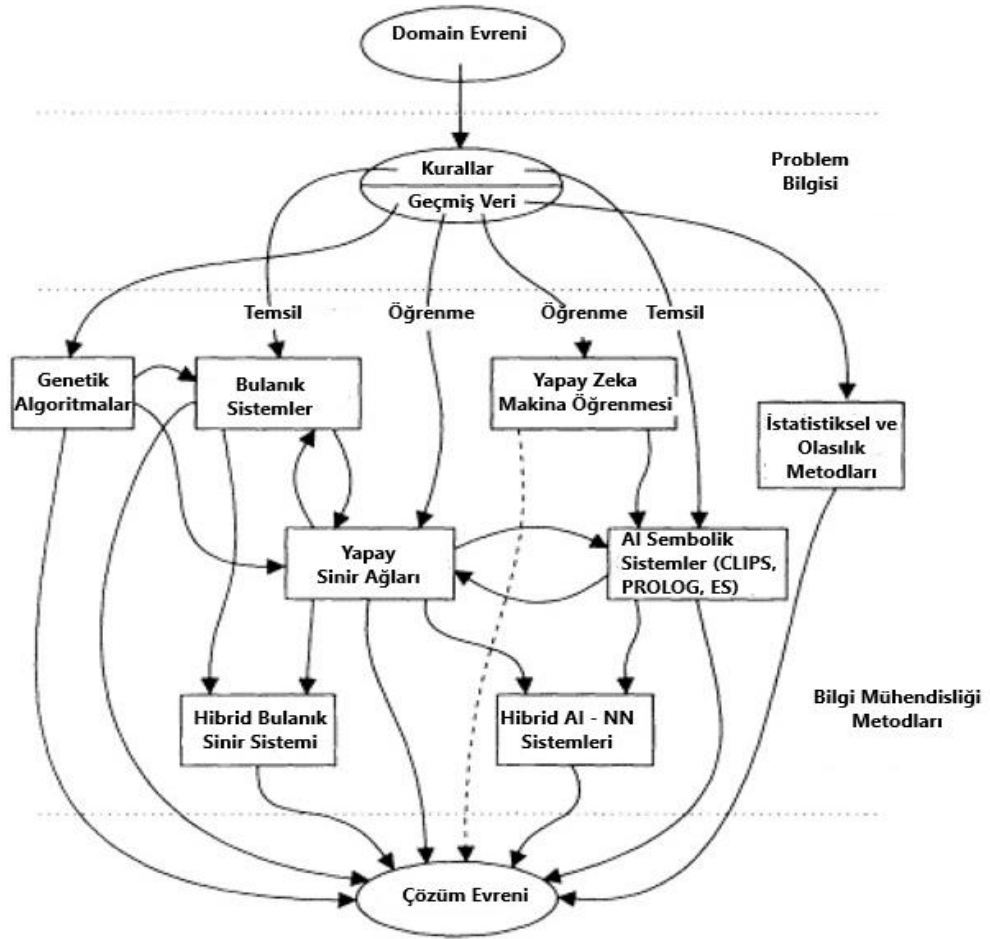 Domain Evreni
Kurallar
Geçmiş Veri
Problem
Bilgisi
Temsil
Öğrenme
Öğrenme
Temsil
Genetik
Algoritmalar
Bulanık
Sistemler
Yapay Zeka
Makina Öğrenmesi
İstatistiksel ve
Olasılık
Metodları
Yapay
Sinir Ağları
AI Sembolik
Sistemler (CLIPS,
PROLOG, ES)
Hibrid Bulanık
Sinir Sistemi
Hibrid AI - NN
Sistemleri
Bilgi Mühendisliği
Metodları
Çözüm Evreni